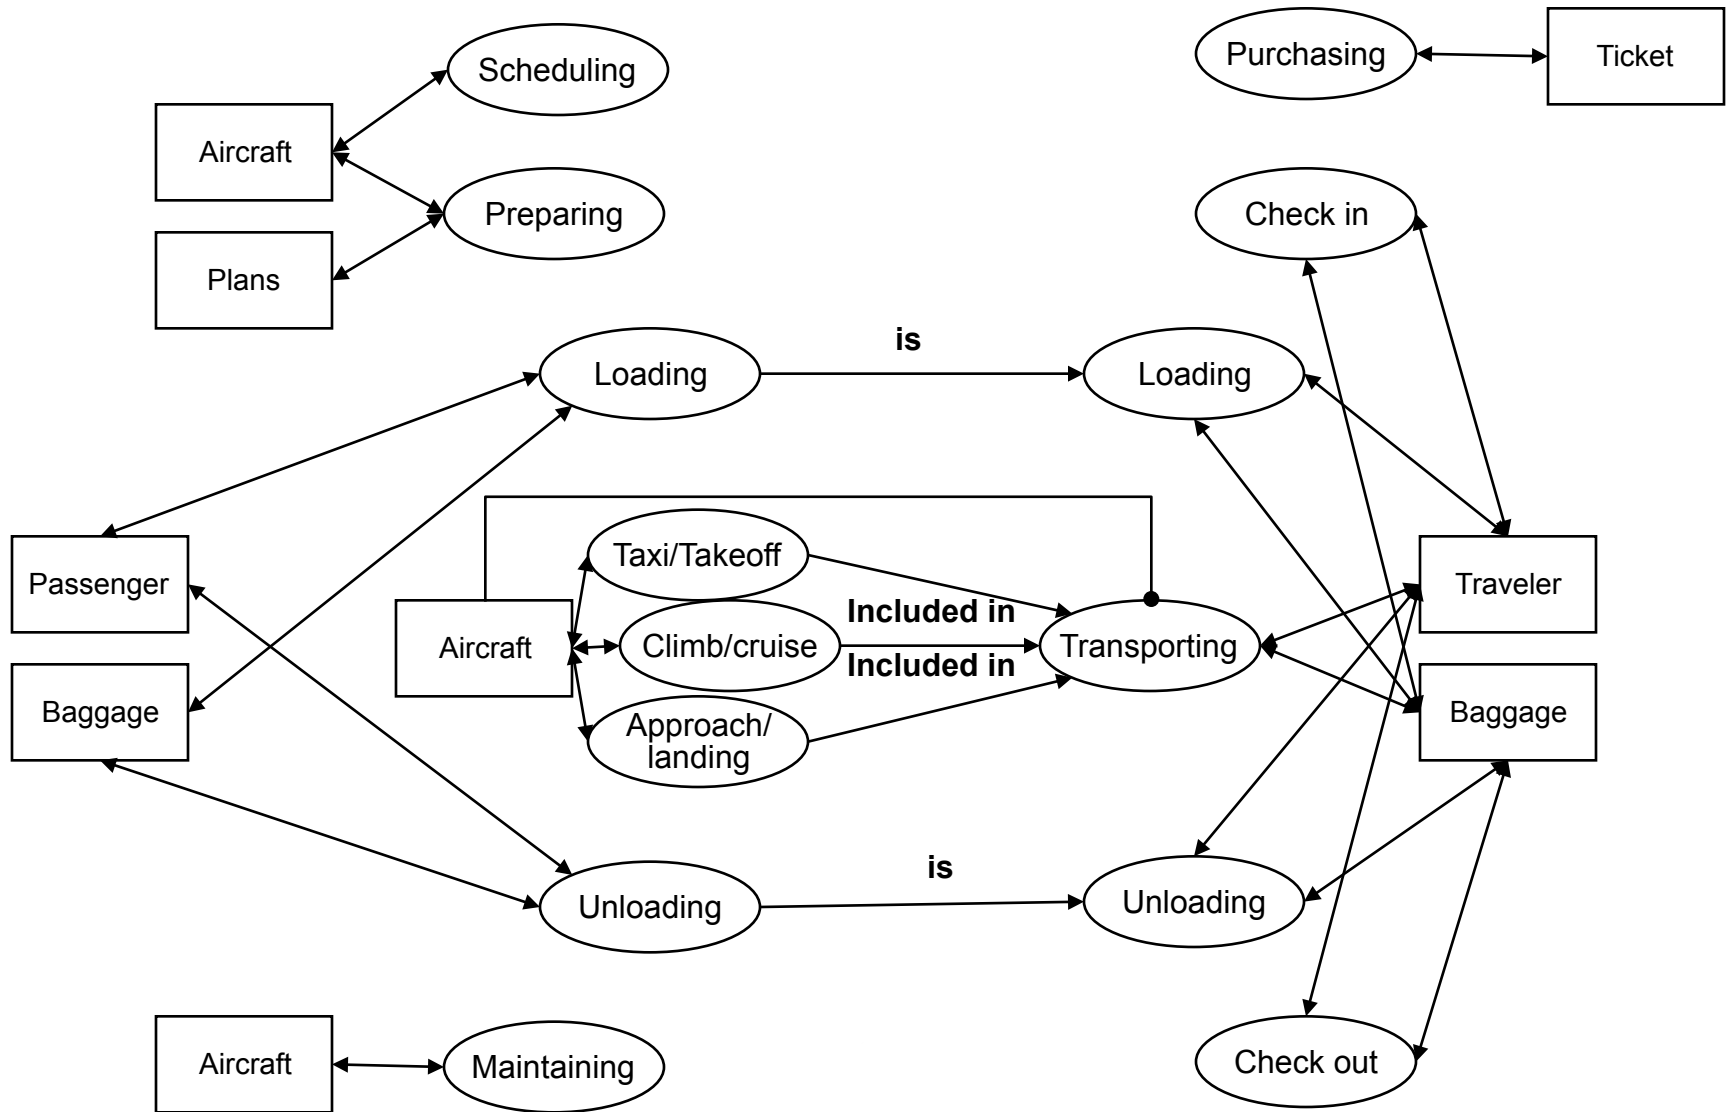 Scheduling
Purchasing
Ticket
Aircraft
Preparing
Check in
Plans
is
Loading
Loading
Taxi/Takeoff
Passenger
Traveler
Included in
Aircraft
Climb/cruise
Transporting
Included in
Baggage
Baggage
Approach/
landing
is
Unloading
Unloading
Aircraft
Maintaining
Check out